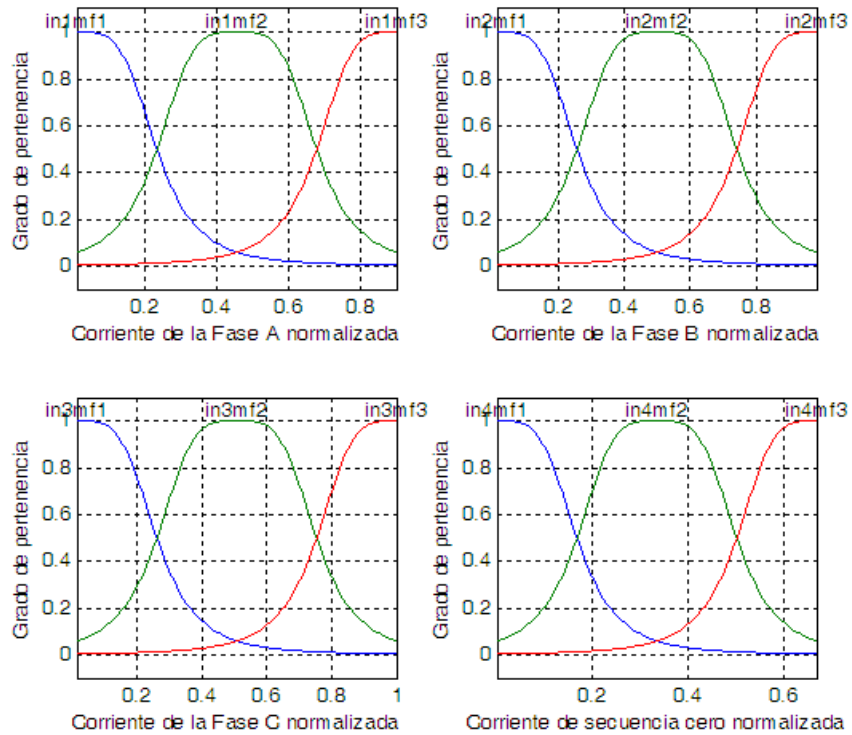 in1mf1 in1mf2 in1mf3
1
0.8
0.6
0.4
0.2
0
Grado de pertenencia
0.2 0.4 0.6 0.8
Corriente de la Fase A normalizada
in2mf1 in2mf2 in2mf3
1
0.8
0.6
0.4
0.2
0
Grado de pertenencia
0.2 0.4 0.6 0.8
Corriente de la Fase B normalizada
in3mf1 in3mf2 in3mf3
1
0.8
0.6
0.4
0.2
0
Grado de pertenencia
0.2 0.4 0.6 0.8 1
Corriente de la Fase C normalizada
in4mf1 in4mf2 in4mf3
1
0.8
0.6
0.4
0.2
0
Grado de pertenencia
0.2 0.4 0.6
Corriente de secuencia cero normalizada